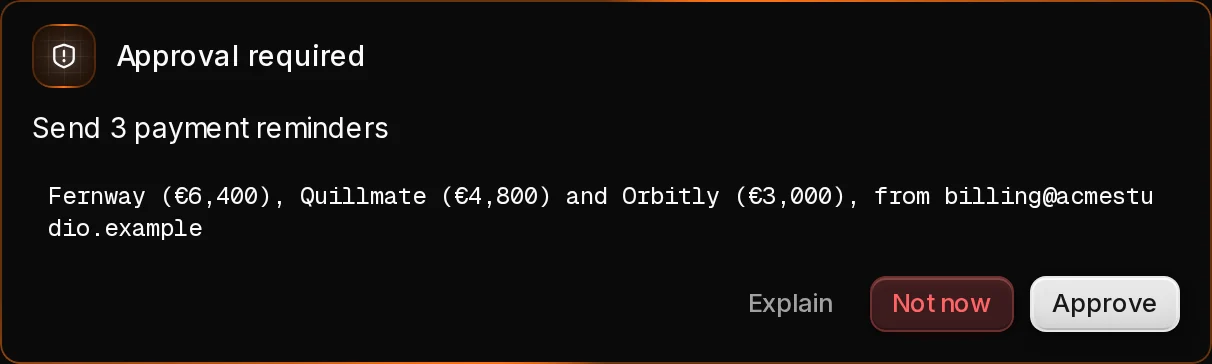 Approval required
Send 3 payment reminders
Fernway (€6,400), Quillmate (€4,800) and Orbitly (€3,000), from billing@acmestu
dio.example
Explain
Not now
Approve